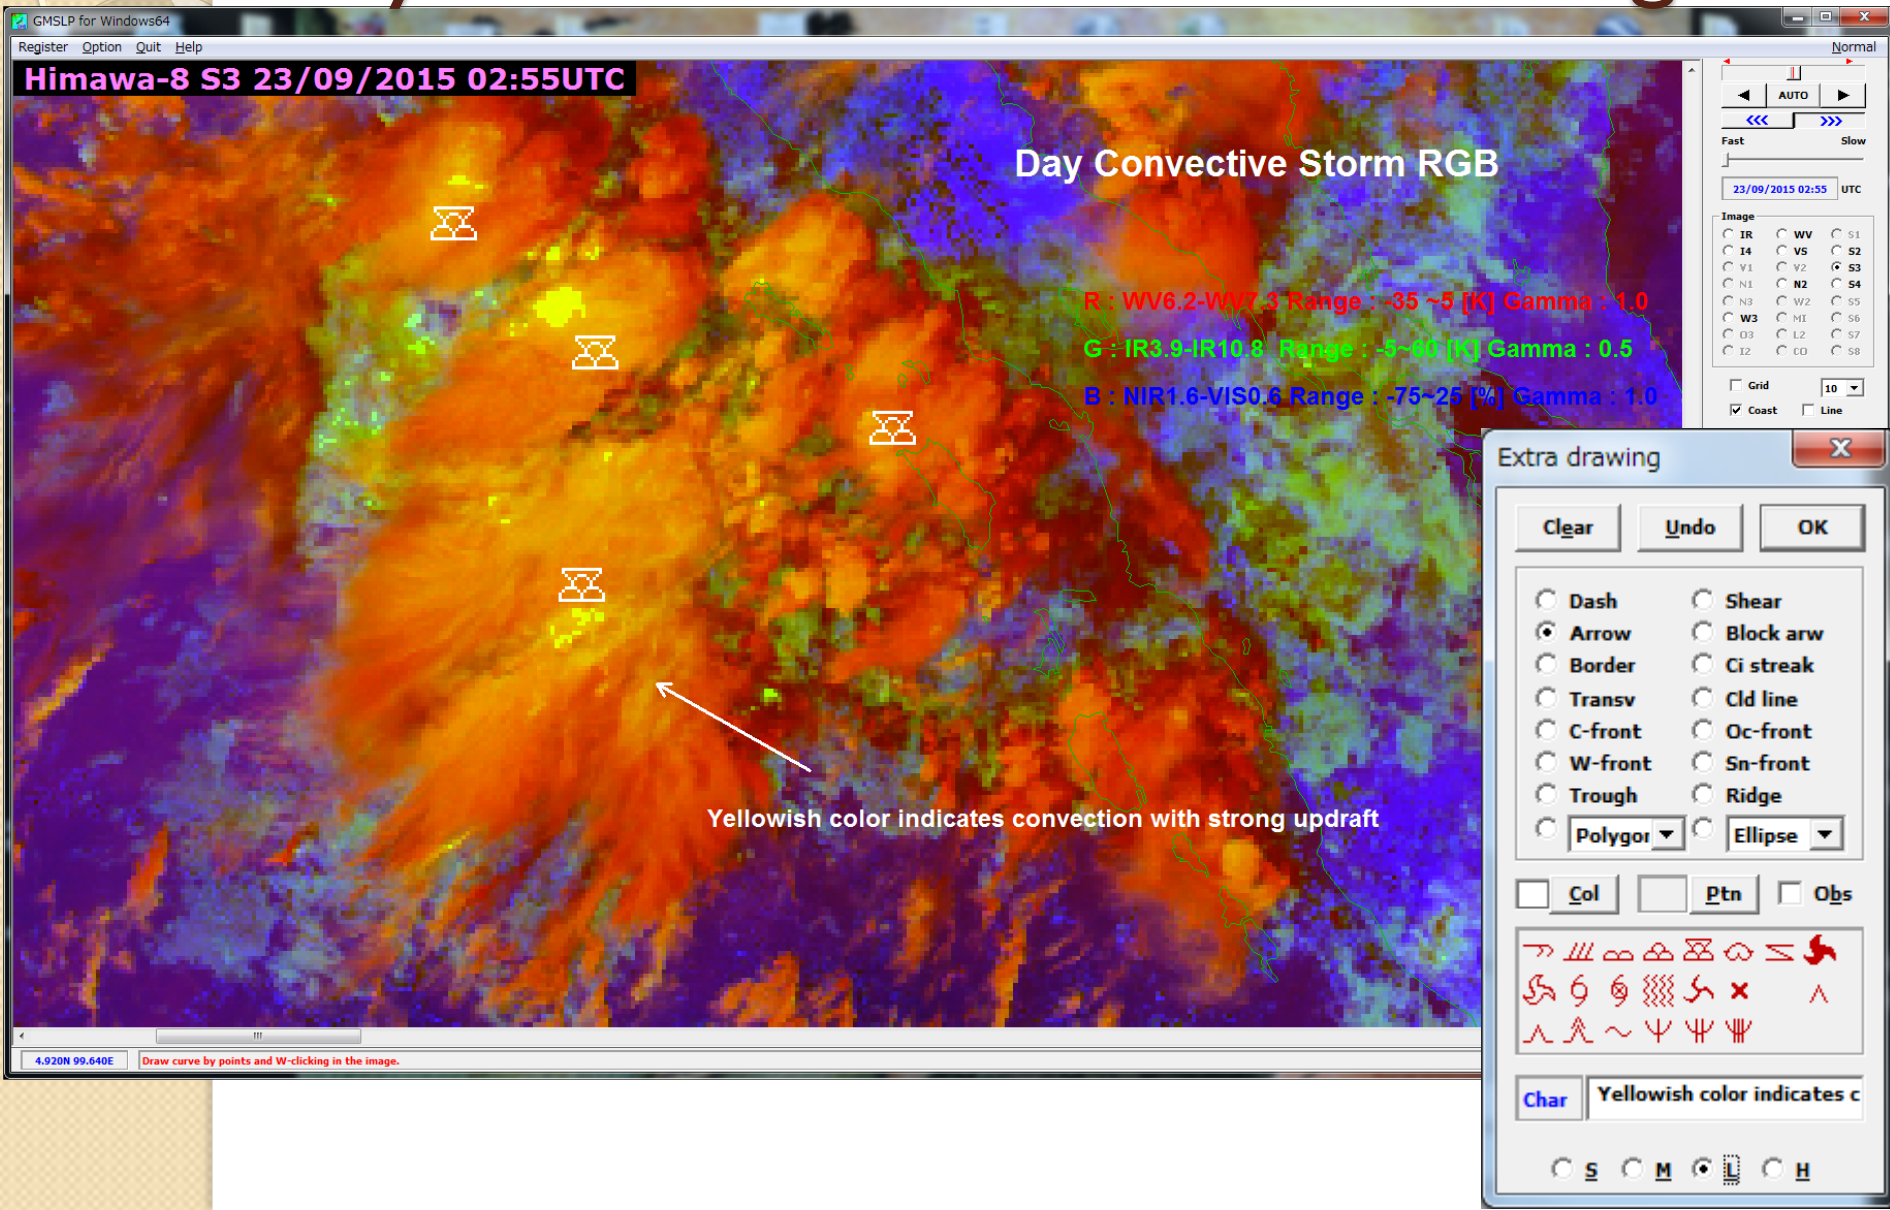 GMSLP for Windows64
Register Option Quit Help Normal
Himawa-8 S3 23/09/2015 02:55UTC
AUTO
<<< >>>
Fast Slow
23/09/2015 02:55 UTC
Day Convective Storm RGB
Image
IR WV S1
I4 VS S2
V1 V2 S3
N1 N2 S4
N3 W2 S5
W3 MI S6
O3 L2 S7
I2 CO S8
Grid 10
Coast Line
R : WV6.2-WV7.3 Range : -35 ~5 [K] Gamma : 1.0
G : IR3.9-IR10.8 Range : -5~60 [K] Gamma : 0.5
B : NIR1.6-VIS0.6 Range : -75~25 [%] Gamma : 1.0
Yellowish color indicates convection with strong updraft
4.920N 99.640E Draw curve by points and W-clicking in the image.
Extra drawing
Clear Undo OK
Dash Shear
Arrow Block arw
Border Ci streak
Transv Cld line
C-front Oc-front
W-front Sn-front
Trough Ridge
Polygor Ellipse
Col Ptn Obs
Char Yellowish color indicates c
S M L H